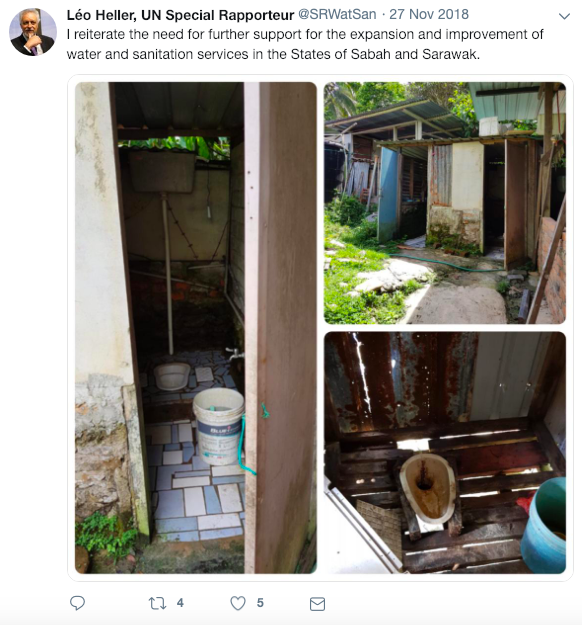 Léo Heller, UN Special Rapporteur @SRWatSan · 27 Nov 2018
I reiterate the need for further support for the expansion and improvement of
water and sanitation services in the States of Sabah and Sarawak.
4
5